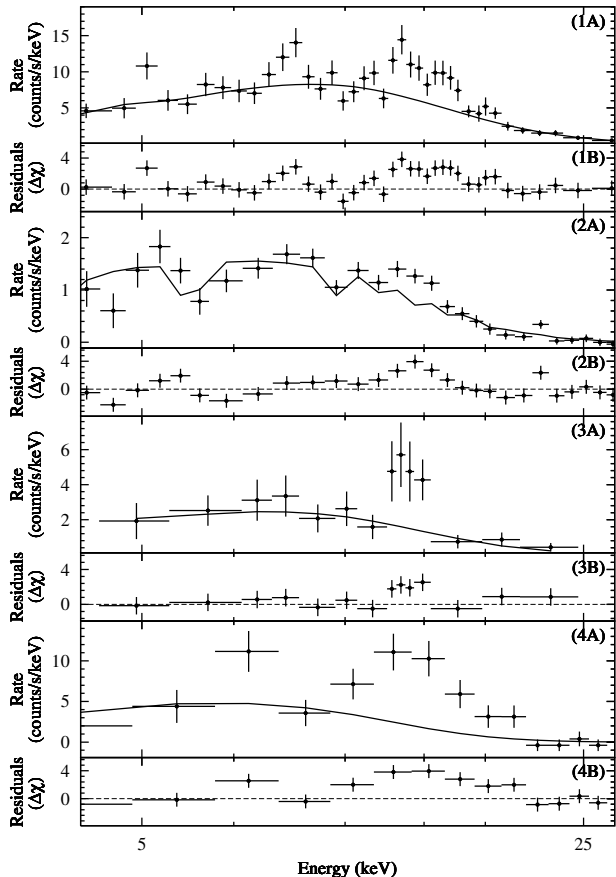 (1A)
15
10
5
Rate
(counts/s/keV)
(1B)
4
0
Residuals
(Δχ)
(2A)
2
1
0
Rate
(counts/s/keV)
(2B)
4
0
Residuals
(Δχ)
(3A)
6
4
2
Rate
(counts/s/keV)
(3B)
4
0
Residuals
(Δχ)
(4A)
10
5
0
Rate
(counts/s/keV)
(4B)
4
0
Residuals
(Δχ)
5
25
Energy (keV)